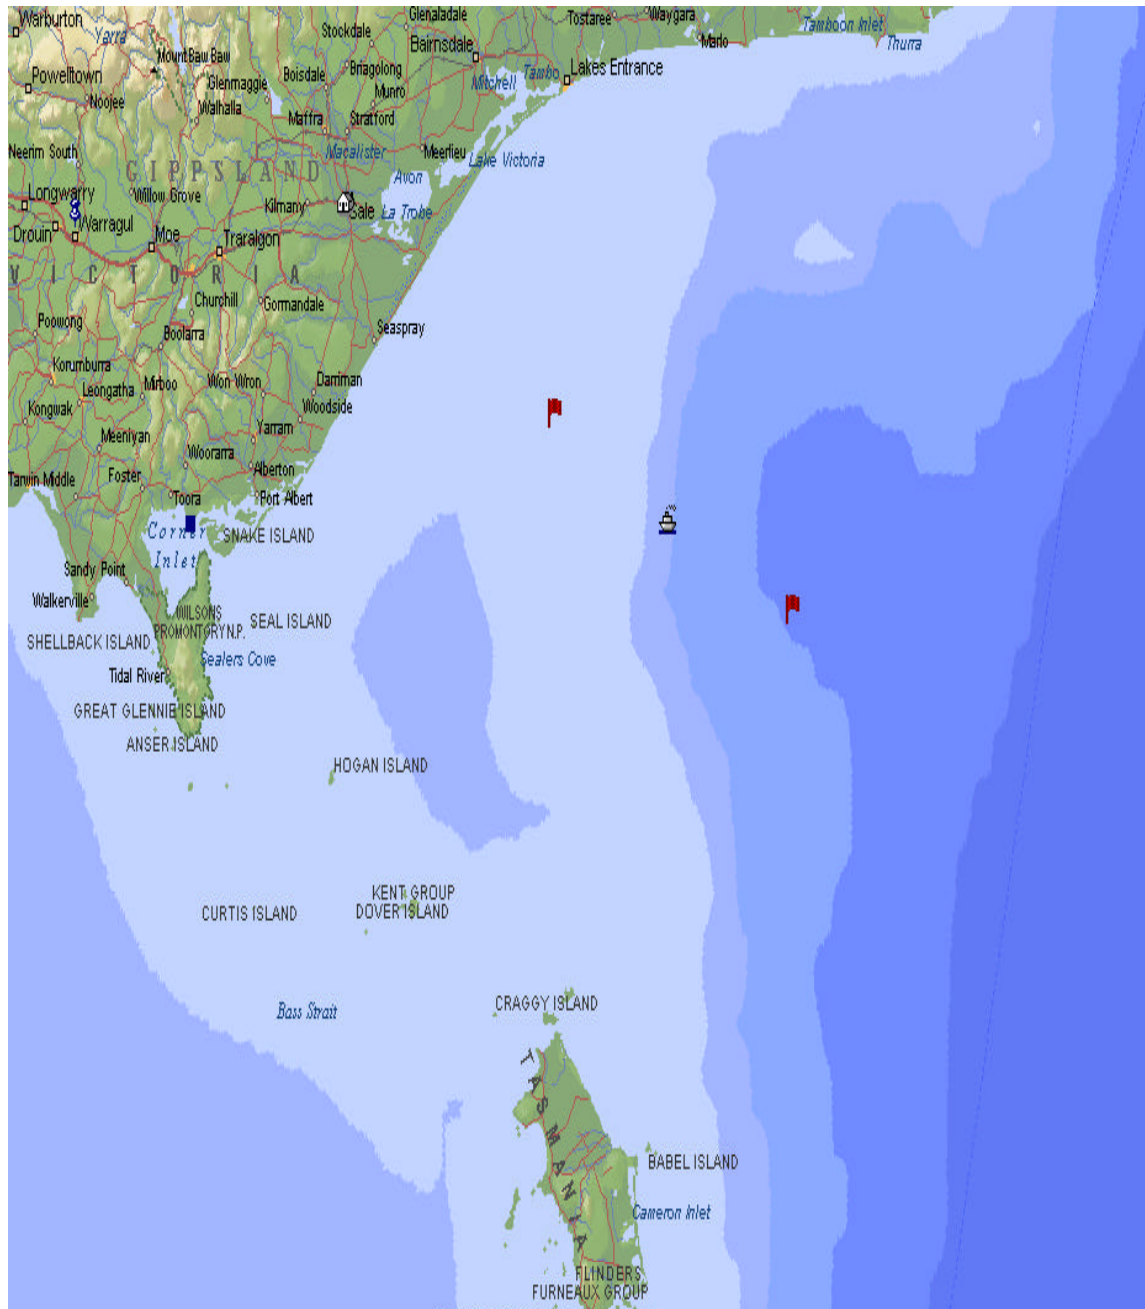 Warburton
Yarra
Glenaladale
Tostaree
Waygara
Tamboon Inlet
Stockdale
Marlo
Thurra
Mount Baw Baw
Bairnsdale
Powelltown
Glenmaggie
Boisdale
Briagolong
Mitchell
Tambo
Lakes Entrance
Noojee
Walhalla
Munro
Maffra
Stratford
Neerim South
Macalister
Meerlieu
Lake Victoria
GIPPSLAND
Avon
Longwarry
Willow Grove
Kilmany
Sale
La Trobe
Drouin
Warragul
Moe
Traralgon
VICTORIA
Churchill
Gormandale
Poowong
Boolarra
Seaspray
Korumburra
Leongatha
Mirboo
Won Wron
Darriman
Kongwak
Woodside
Meeniyan
Yarram
Woorarra
Tarwin Middle
Foster
Alberton
Toora
Port Albert
Corner
Inlet
SNAKE ISLAND
Sandy Point
Walkerville
WILSONS
PROMONTORY N.P.
SEAL ISLAND
SHELLBACK ISLAND
Sealers Cove
Tidal River
GREAT GLENNIE ISLAND
ANSER ISLAND
HOGAN ISLAND
KENT GROUP
CURTIS ISLAND
DOVER ISLAND
CRAGGY ISLAND
Bass Strait
TASMANIA
BABEL ISLAND
Cameron Inlet
FLINDERS
FURNEAUX GROUP